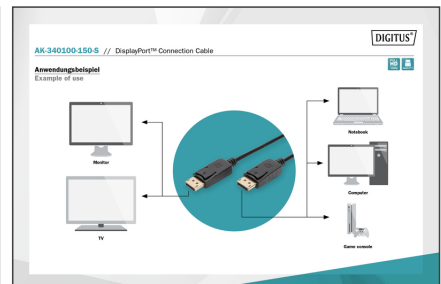 DIGITUS®
AK-340100-150-S // DisplayPort™ Connection Cable
Anwendungsbeispiel
Example of use
Monitor
TV
Notebook
Computer
Game console